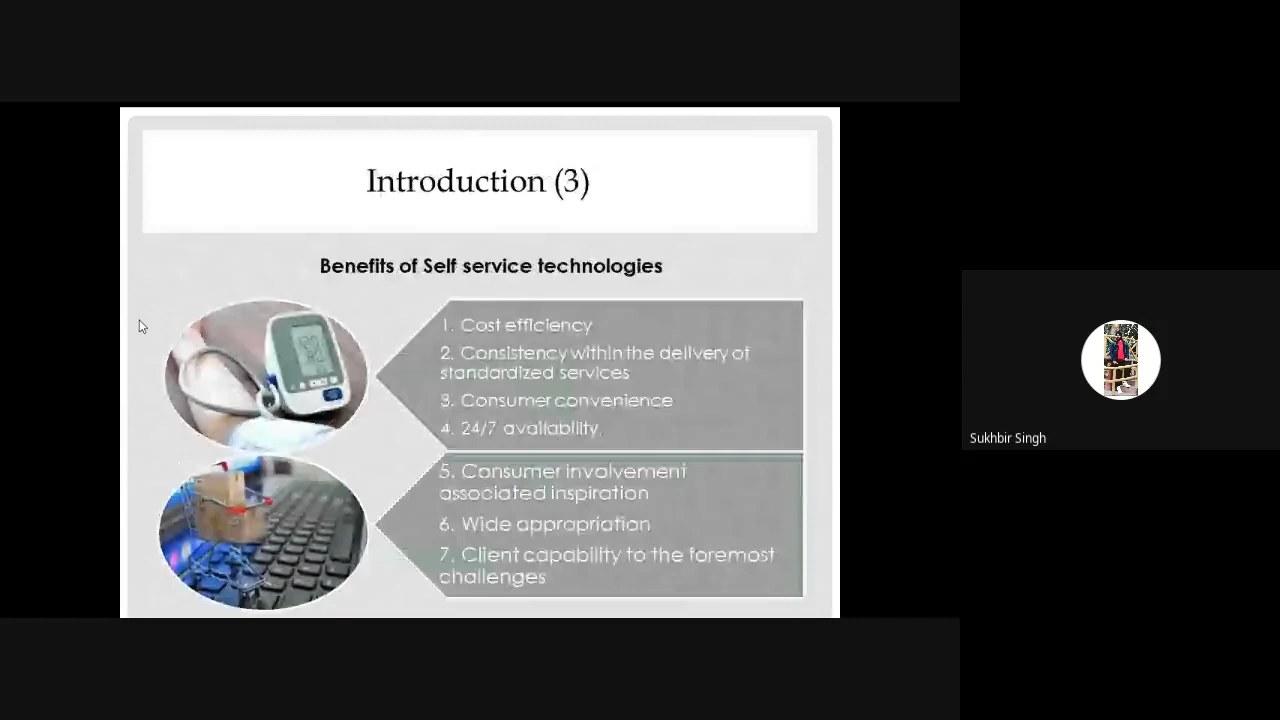 Introduction (3)
Benefits of Self service technologies
1. Cost efficiency
2. Consistency within the delivery of
standardized services
3. Consumer convenience
4. 24/7 availability.
5. Consumer involvement
associated inspiration
6. Wide appropriation
7. Client capability to the foremost
challenges
Sukhbir Singh